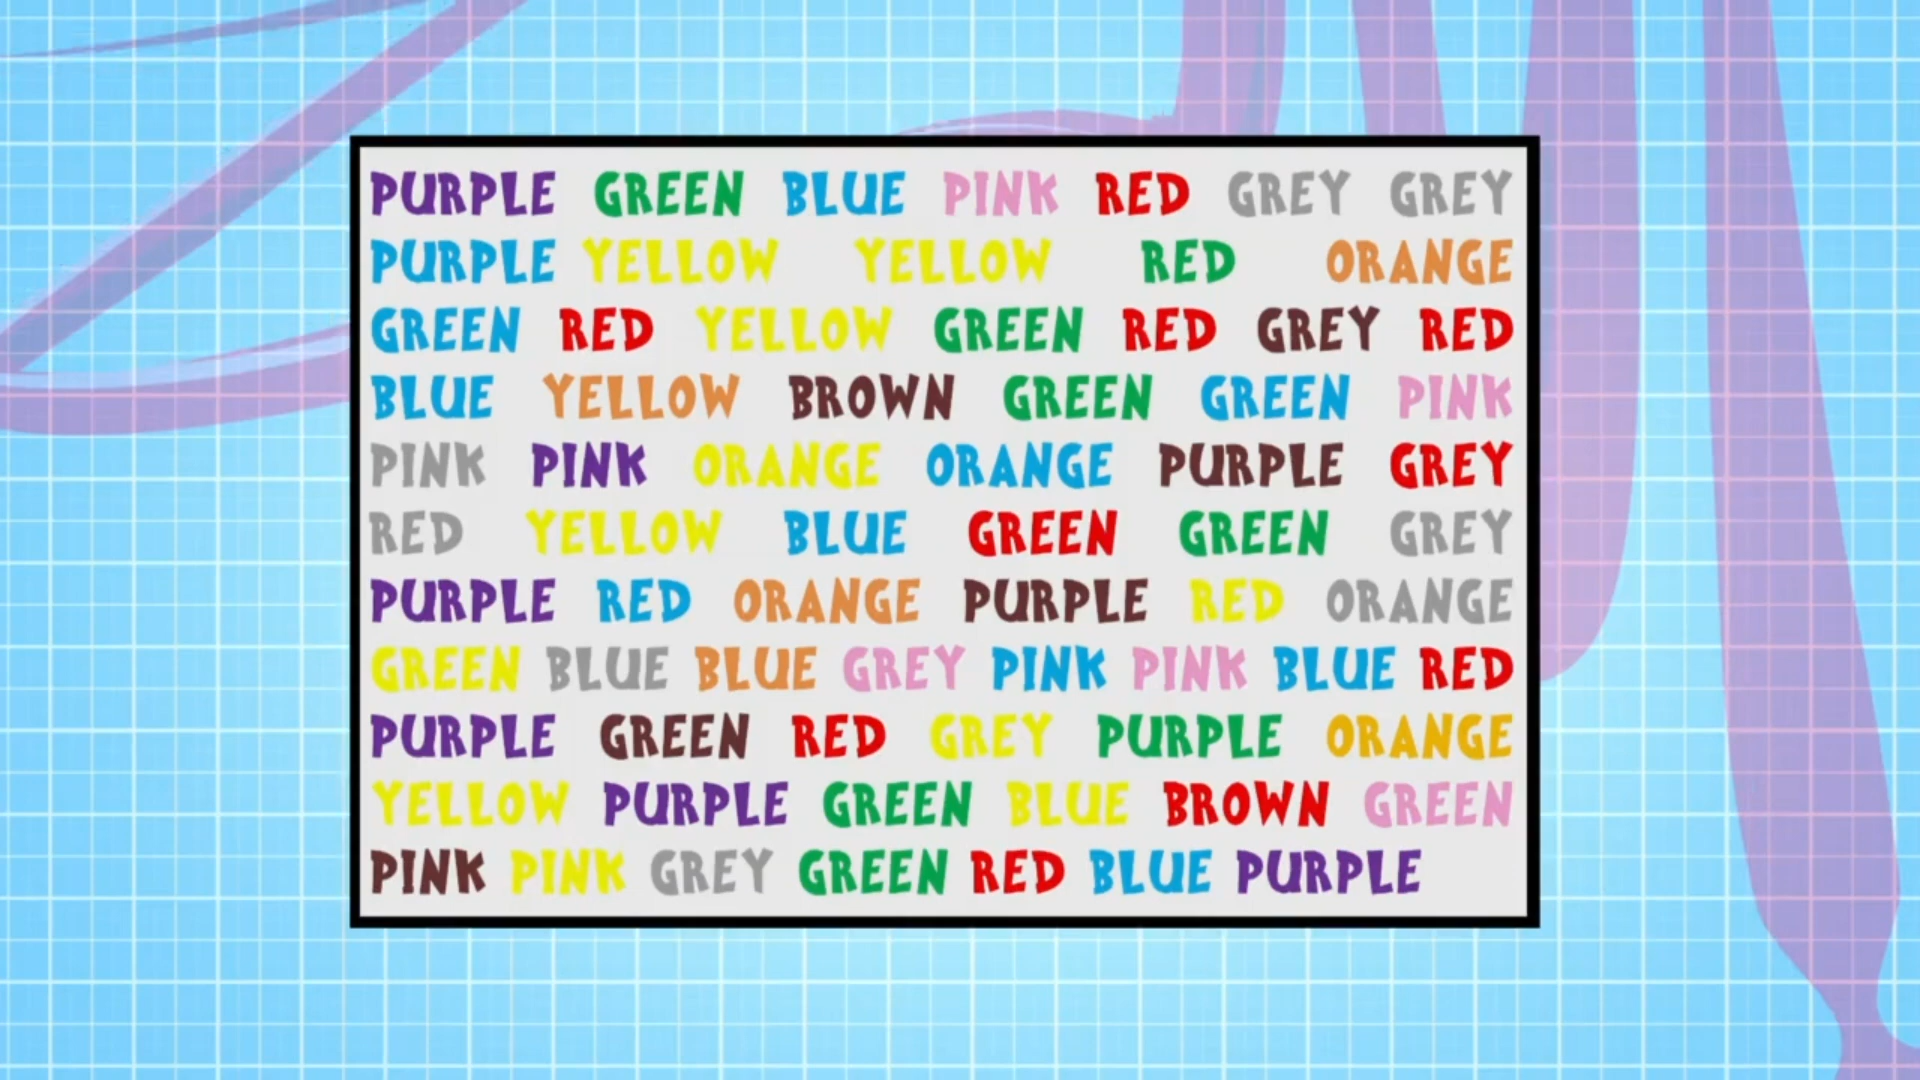 PURPLE GREEN BLUE PINK RED GREY GREY
PURPLE YELLOW YELLOW RED ORANGE
GREEN RED YELLOW GREEN RED GREY RED
BLUE YELLOW BROWN GREEN GREEN PINK
PINK PINK ORANGE ORANGE PURPLE GREY
RED YELLOW BLUE GREEN GREEN GREY
PURPLE RED ORANGE PURPLE RED ORANGE
GREEN BLUE BLUE GREY PINK PINK BLUE RED
PURPLE GREEN RED GREY PURPLE ORANGE
YELLOW PURPLE GREEN BLUE BROWN GREEN
PINK PINK GREY GREEN RED BLUE PURPLE